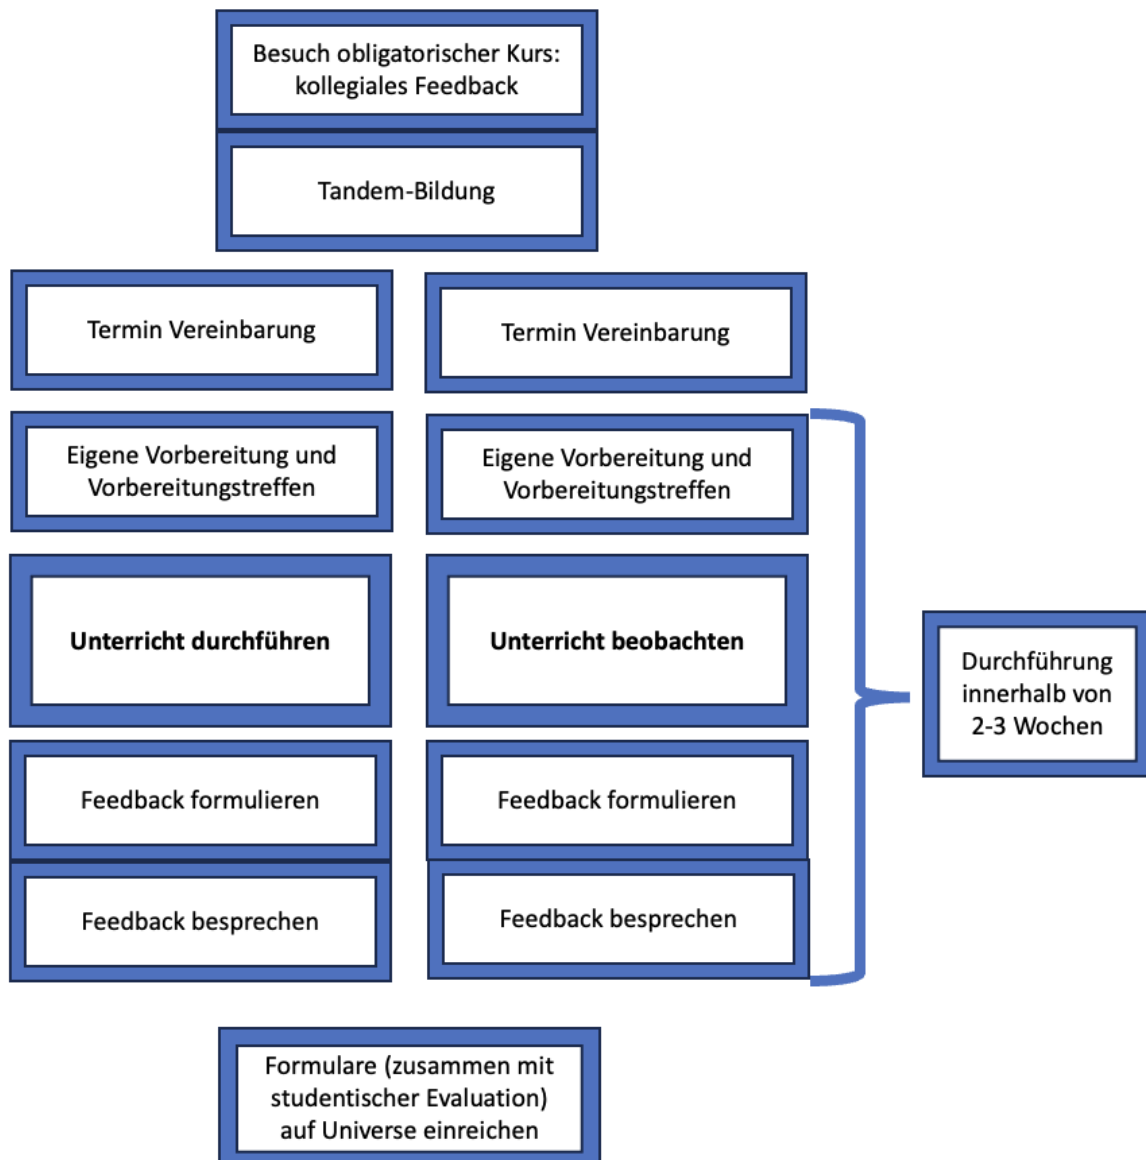 Besuch obligatorischer Kurs:
kollegiales Feedback
Tandem-Bildung
Termin Vereinbarung
Termin Vereinbarung
Eigene Vorbereitung und
Vorbereitungstreffen
Eigene Vorbereitung und
Vorbereitungstreffen
Unterricht durchführen
Unterricht beobachten
Durchführung
innerhalb von
2-3 Wochen
Feedback formulieren
Feedback formulieren
Feedback besprechen
Feedback besprechen
Formulare (zusammen mit
studentischer Evaluation)
auf Universe einreichen